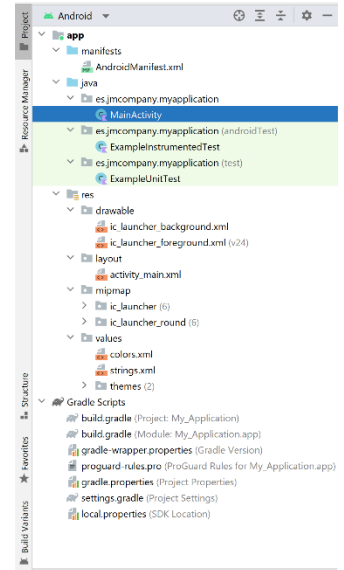 Android
Project
Resource Manager
Structure
Favorites
Build Variants
app
manifests
AndroidManifest.xml
java
es.jmcompany.myapplication
MainActivity
es.jmcompany.myapplication (androidTest)
ExampleInstrumentedTest
es.jmcompany.myapplication (test)
ExampleUnitTest
res
drawable
ic_launcher_background.xml
ic_launcher_foreground.xml (v24)
layout
activity_main.xml
mipmap
ic_launcher (6)
ic_launcher_round (6)
values
colors.xml
strings.xml
themes (2)
Gradle Scripts
build.gradle (Project: My_Application)
build.gradle (Module: My_Application.app)
gradle-wrapper.properties (Gradle Version)
proguard-rules.pro (ProGuard Rules for My_Application.app)
gradle.properties (Project Properties)
settings.gradle (Project Settings)
local.properties (SDK Location)